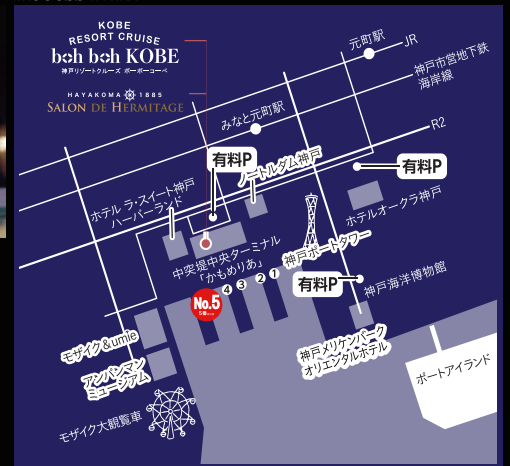 KOBE
RESORT CRUISE
boh boh KOBE
神戸リゾートクルーズ ボーボーコーベ
HAYAKOMA 1885
SALON DE HERMITAGE
元町駅
JR
神戸市営地下鉄
海岸線
みなと元町駅
R2
有料P
ノートルダム神戸
有料P
ホテル ラ・スイート神戸
ハーバーランド
ホテルオークラ神戸
中突堤中央ターミナル
「かもめりあ」
神戸ポートタワー
有料P
神戸海洋博物館
No.5
4
3
2
1
モザイク&umie
アンパンマン
ミュージアム
神戸メリケンパーク
オリエンタルホテル
ポートアイランド
モザイク大観覧車